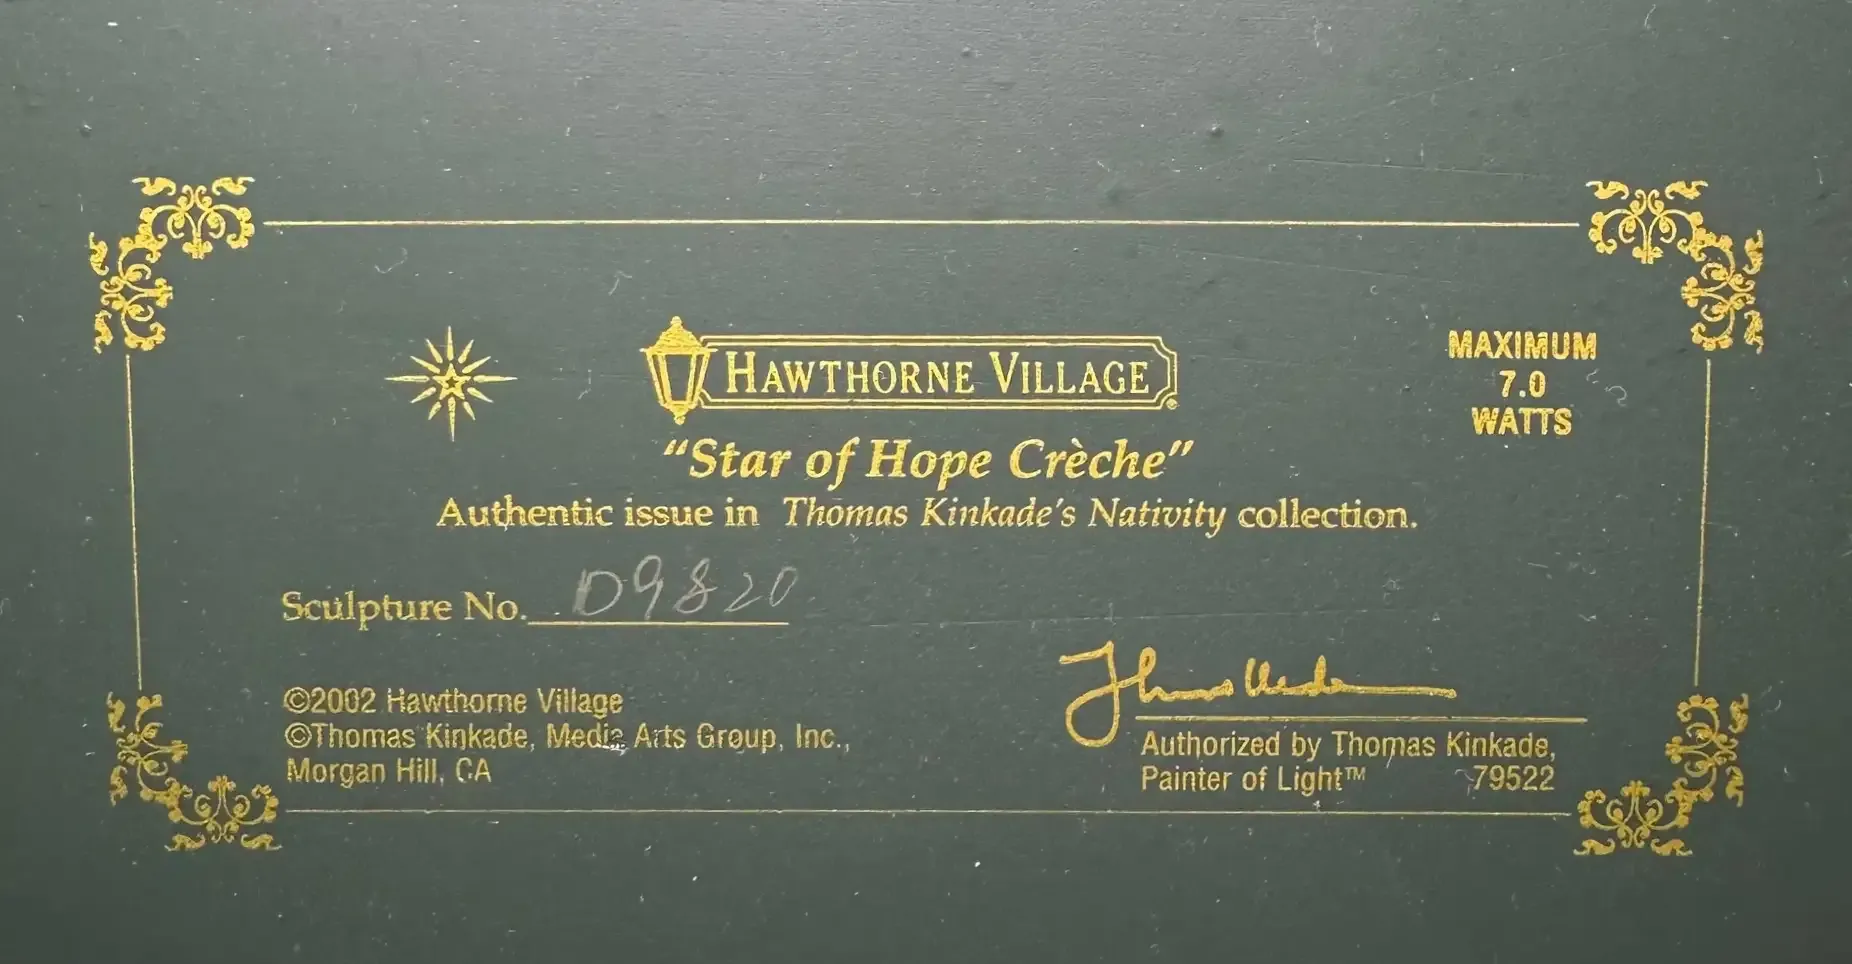 HAWTHORNE VILLAGE®
MAXIMUM
7.0
WATTS
“Star of Hope Crèche”
Authentic issue in Thomas Kinkade's Nativity collection.
Sculpture No. D9820
©2002 Hawthorne Village
©Thomas Kinkade, Media Arts Group, Inc.,
Morgan Hill, CA
Thomas Kinkade
Authorized by Thomas Kinkade,
Painter of Light™ 79522